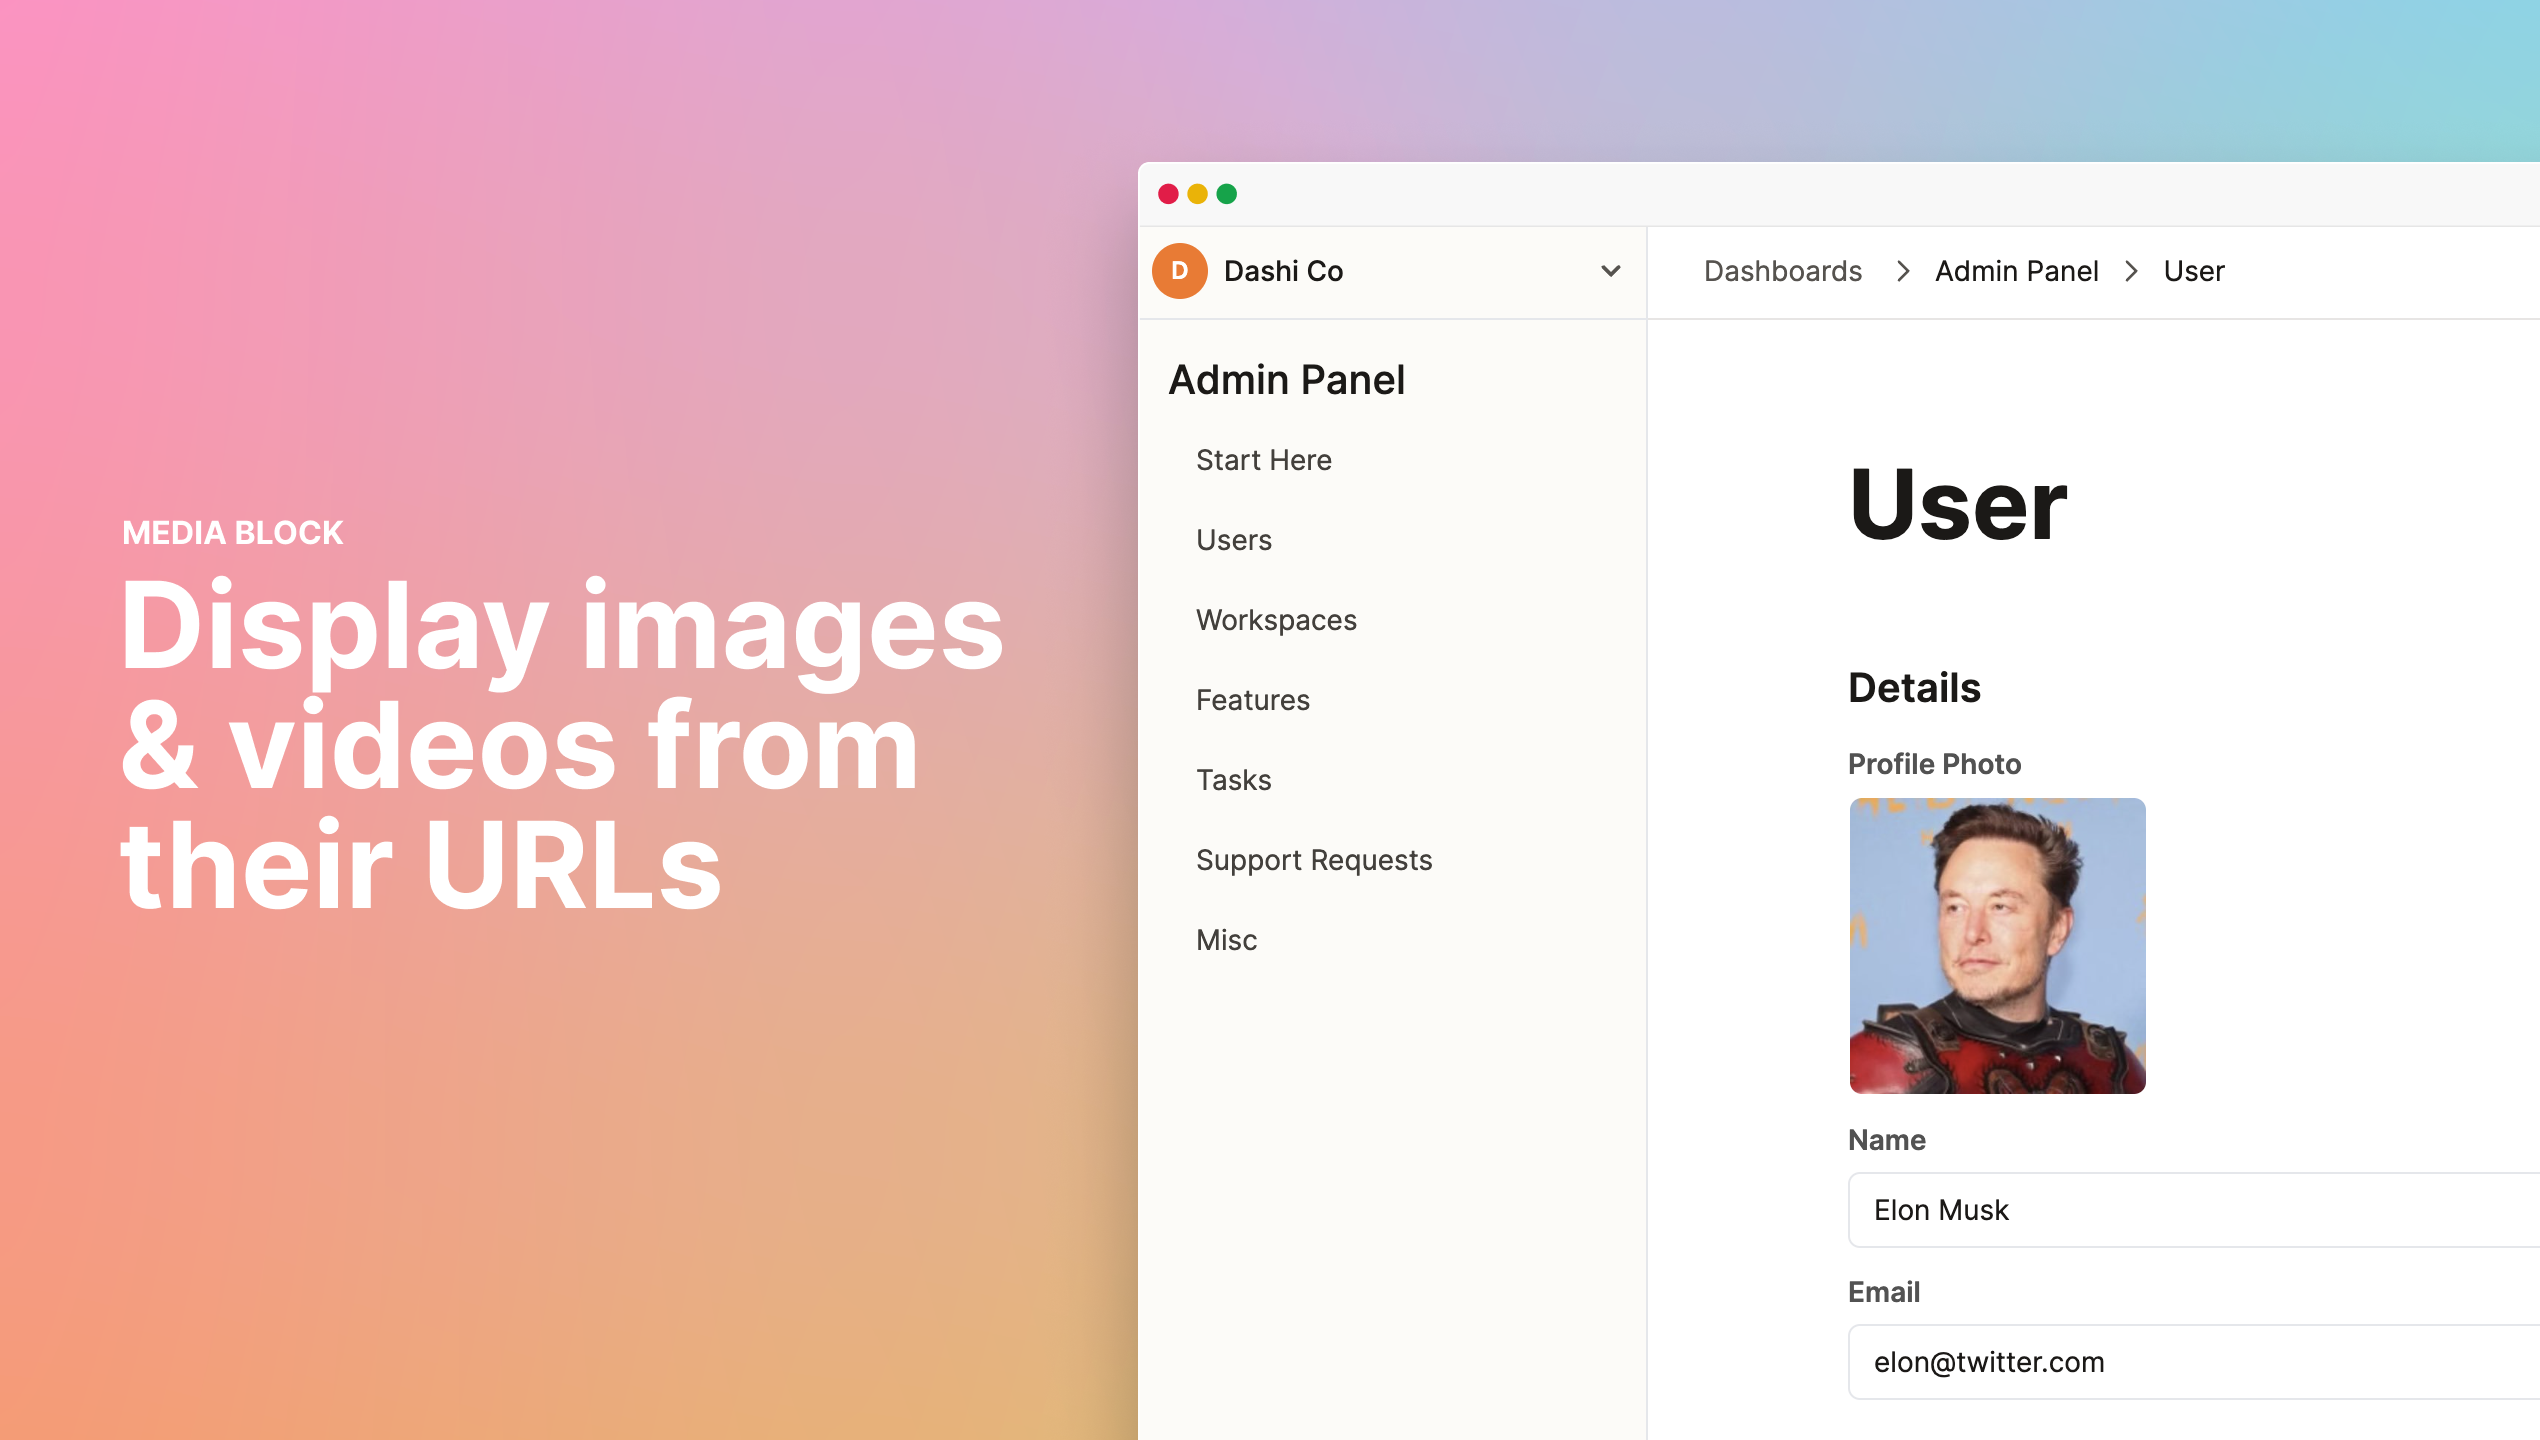 MEDIA BLOCK
Display images
& videos from
their URLs
D
Dashi Co
Dashboards > Admin Panel > User
Admin Panel
Start Here
Users
Workspaces
Features
Tasks
Support Requests
Misc
User
Details
Profile Photo
Name
Elon Musk
Email
elon@twitter.com